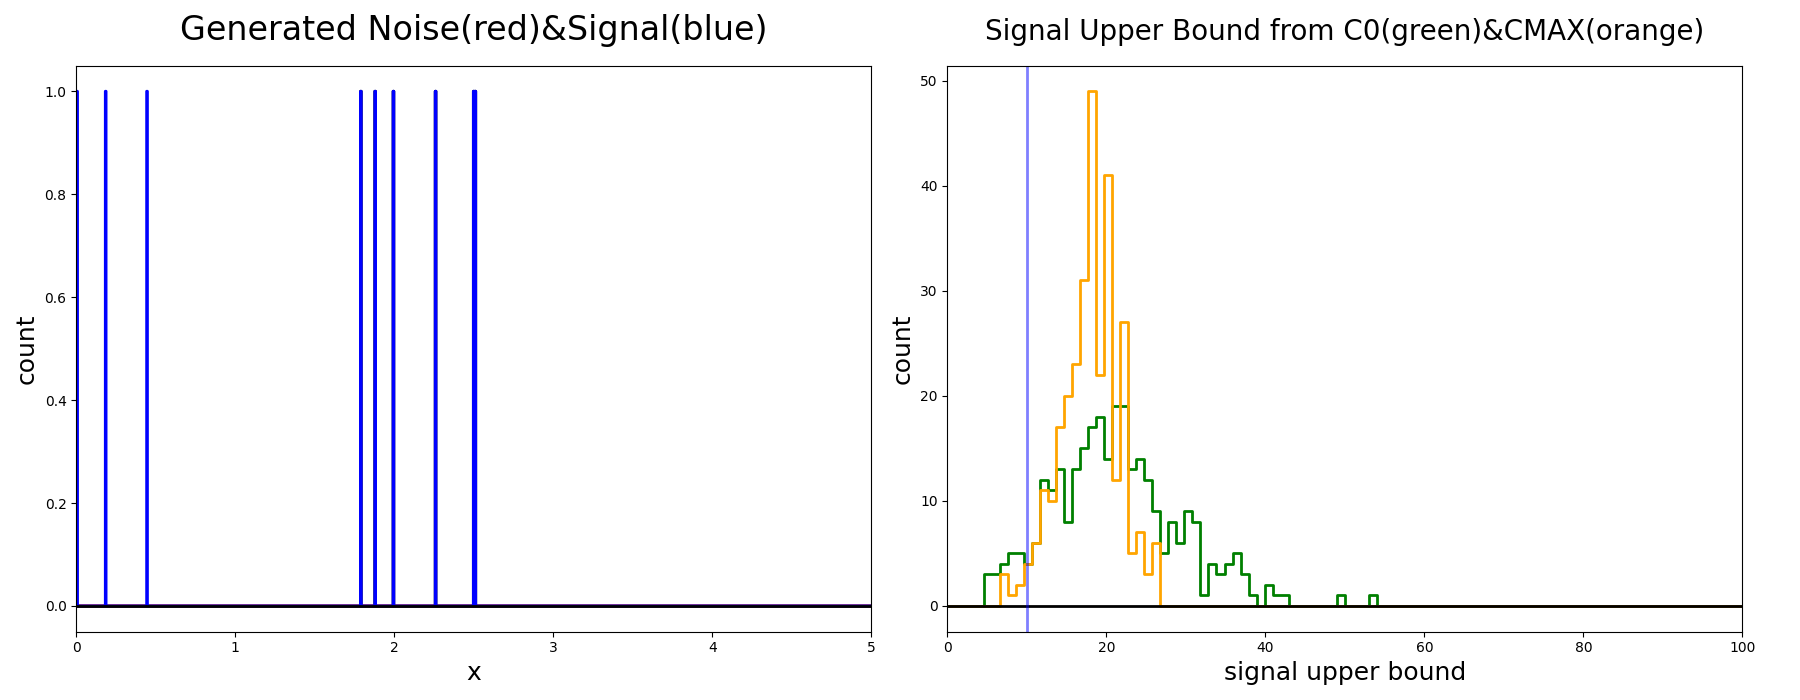 Generated Noise(red)&Signal(blue)
1.0
0.8
0.6
0.4
0.2
0.0
count
0 1 2 3 4 5
x
Signal Upper Bound from C0(green)&CMAX(orange)
50
40
30
20
10
0
count
0 20 40 60 80 100
signal upper bound